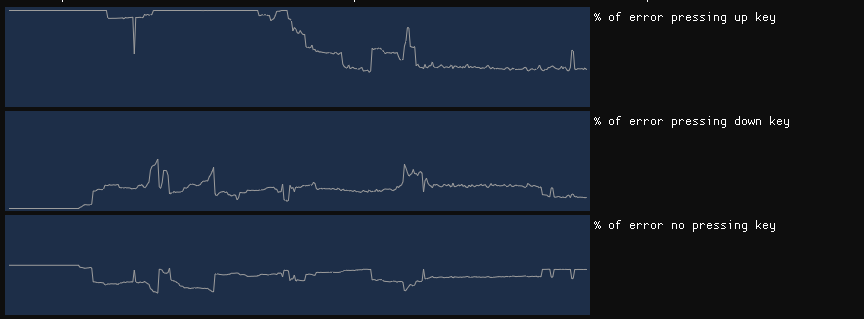 % of error pressing up key
% of error pressing down key
% of error no pressing key